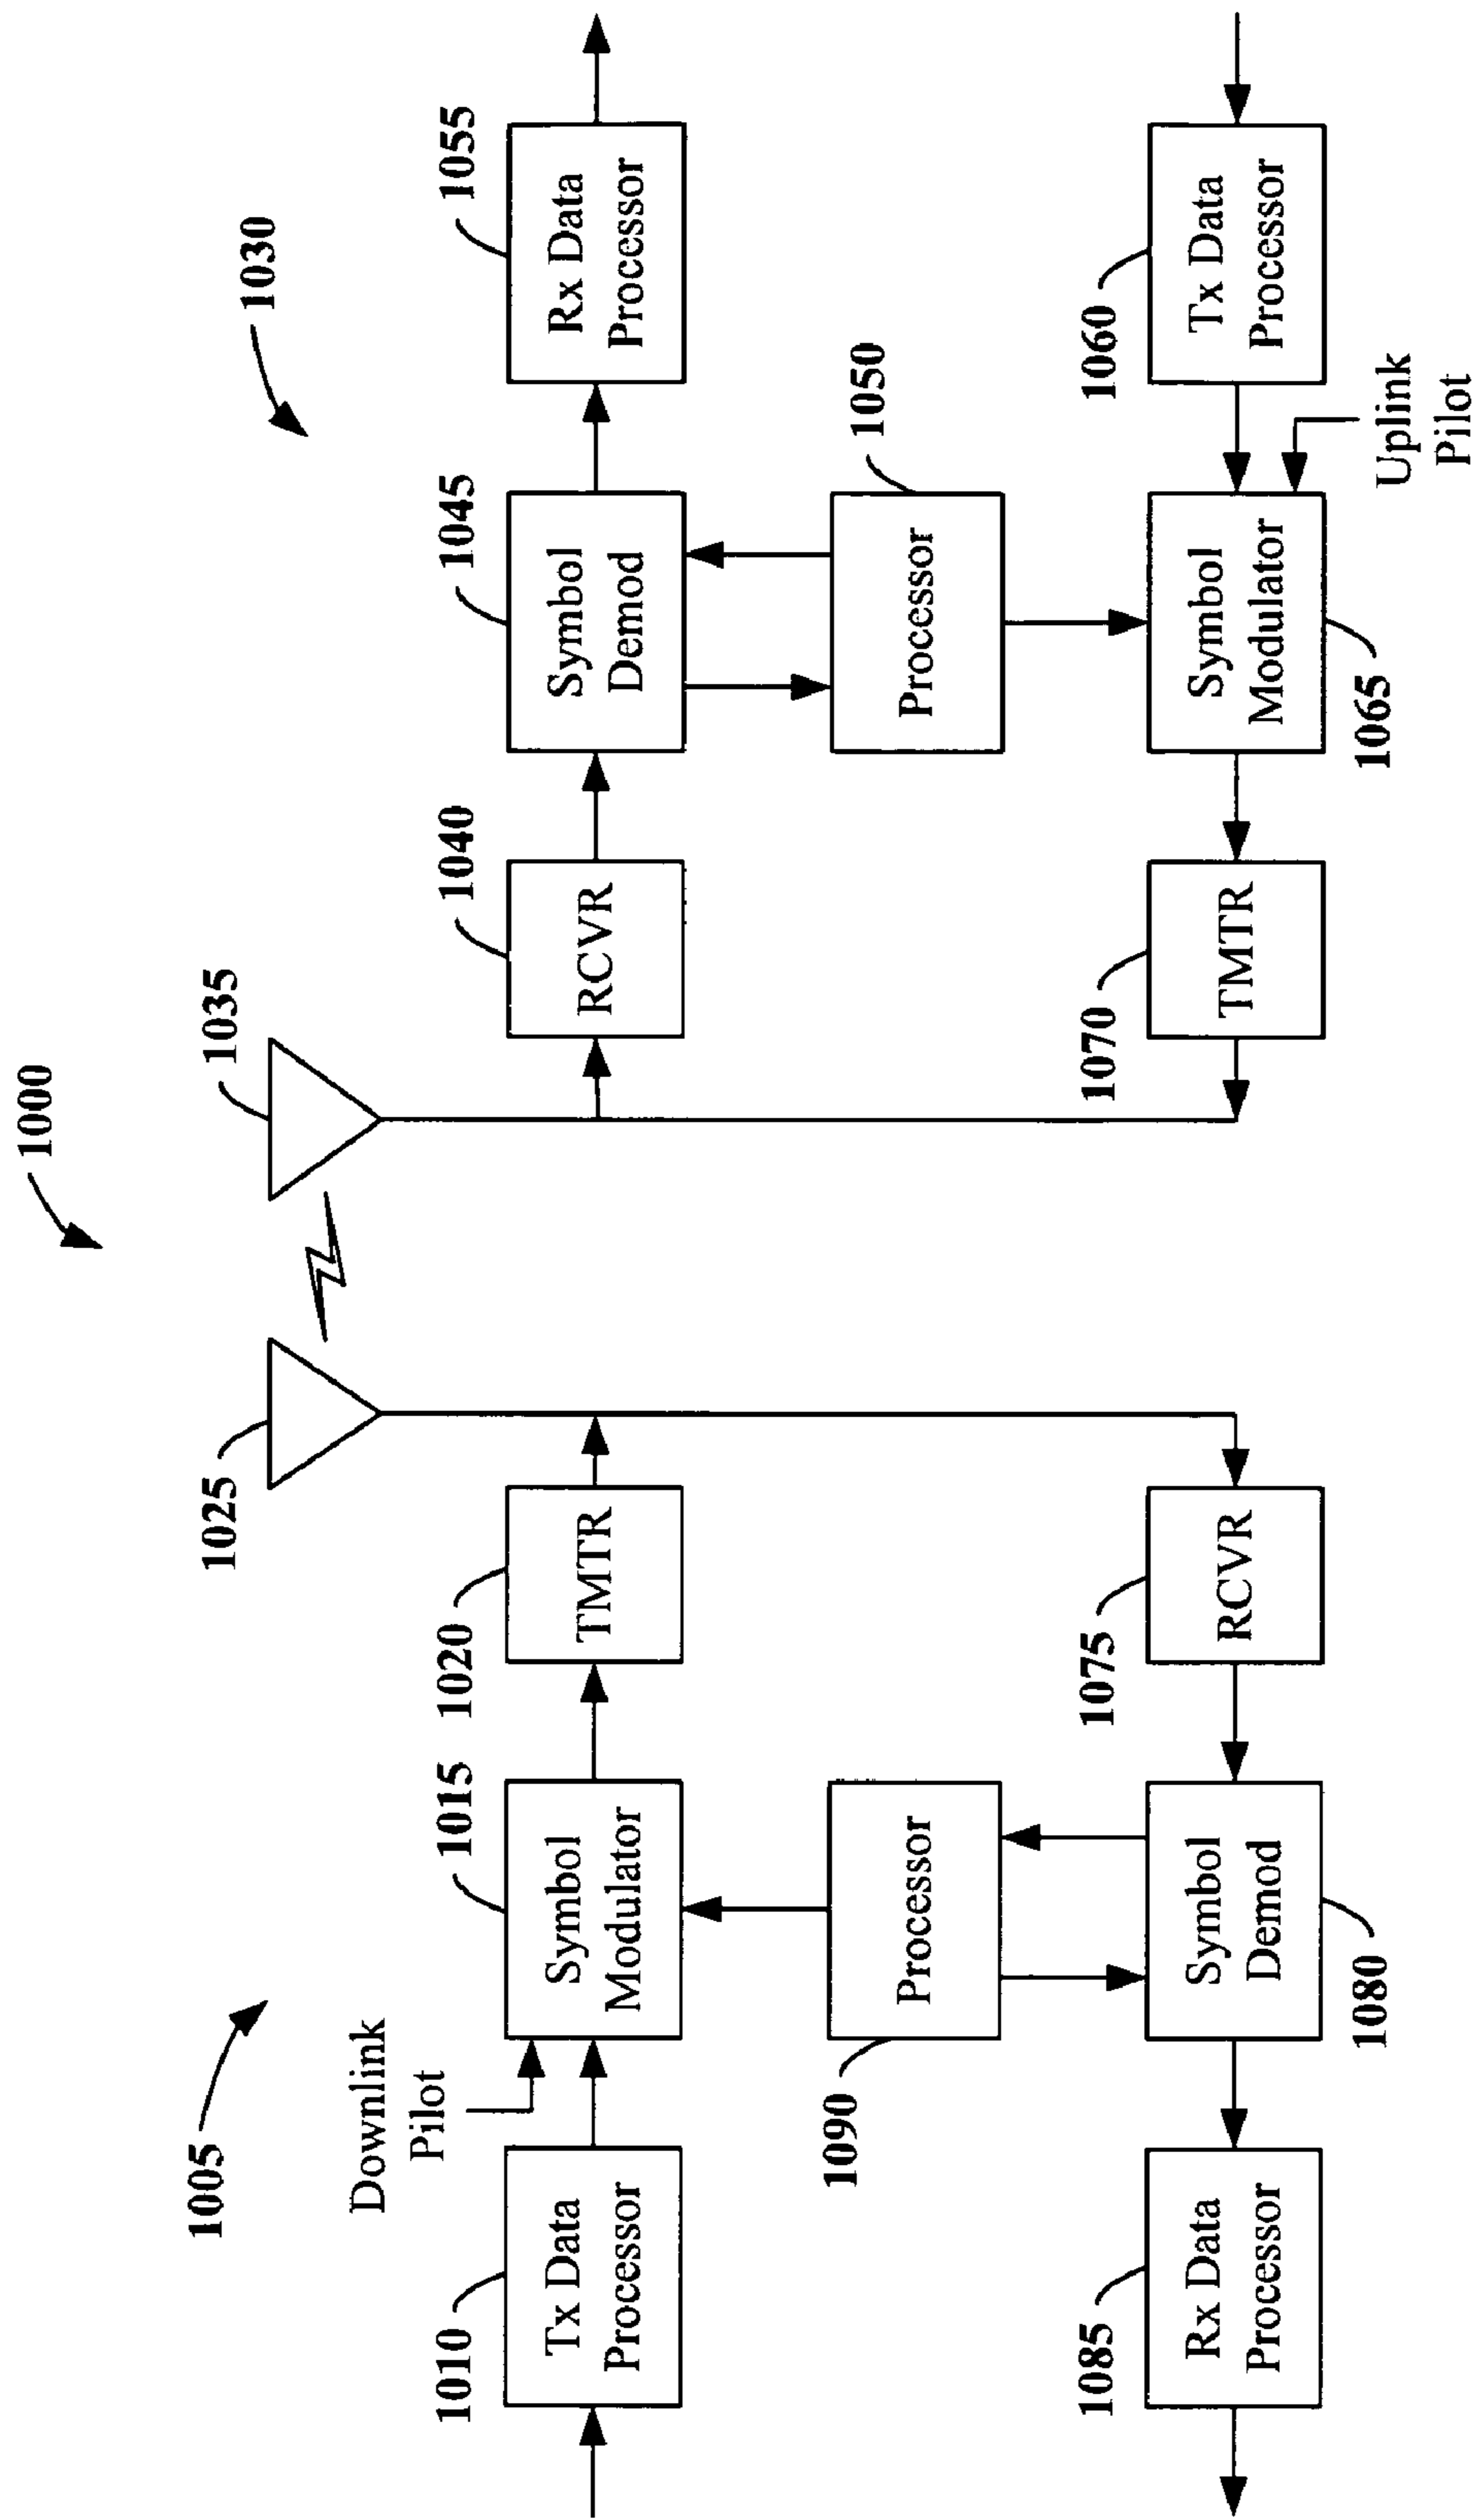 1000
1005
1025
1035
1030
Downlink
Pilot
1010
Tx Data
Processor
1015
Symbol
Modulator
1020
TMTR
1040
RCVR
1045
Symbol
Demod
1055
Rx Data
Processor
1090
Processor
Processor
1050
1085
Rx Data
Processor
Symbol
Demod
1080
1075
RCVR
1070
TMTR
Symbol
Modulator
1065
1060
Tx Data
Processor
Uplink
Pilot